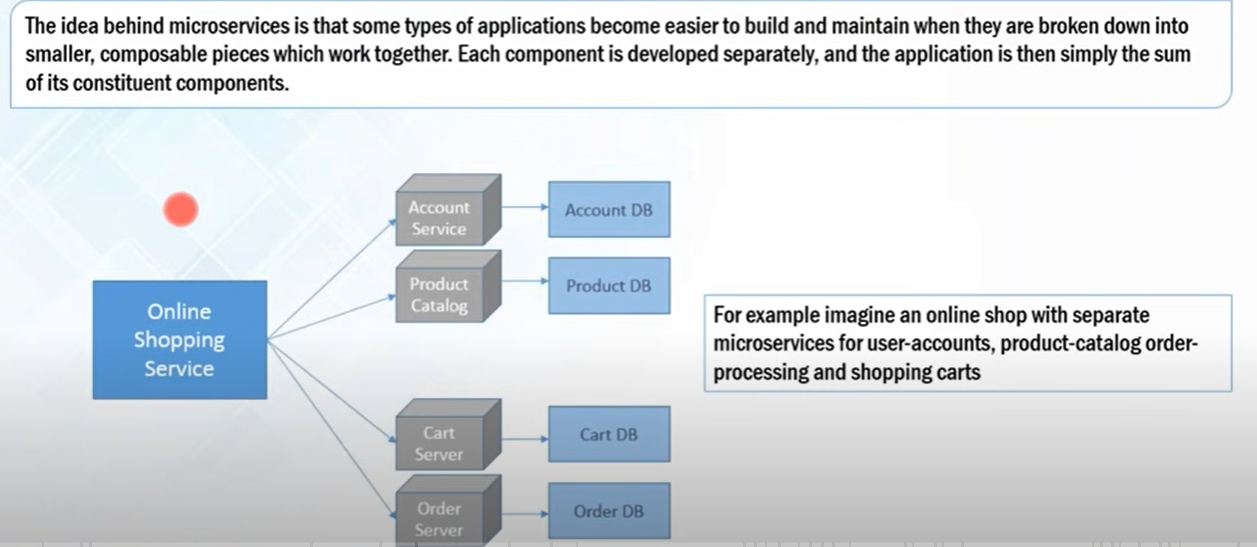 The idea behind microservices is that some types of applications become easier to build and maintain when they are broken down into
smaller, composable pieces which work together. Each component is developed separately, and the application is then simply the sum
of its constituent components.
Account
Service
Account DB
Product
Catalog
Product DB
Online
Shopping
Service
For example imagine an online shop with separate
microservices for user-accounts, product-catalog order-
processing and shopping carts
Cart
Server
Cart DB
Order
Server
Order DB